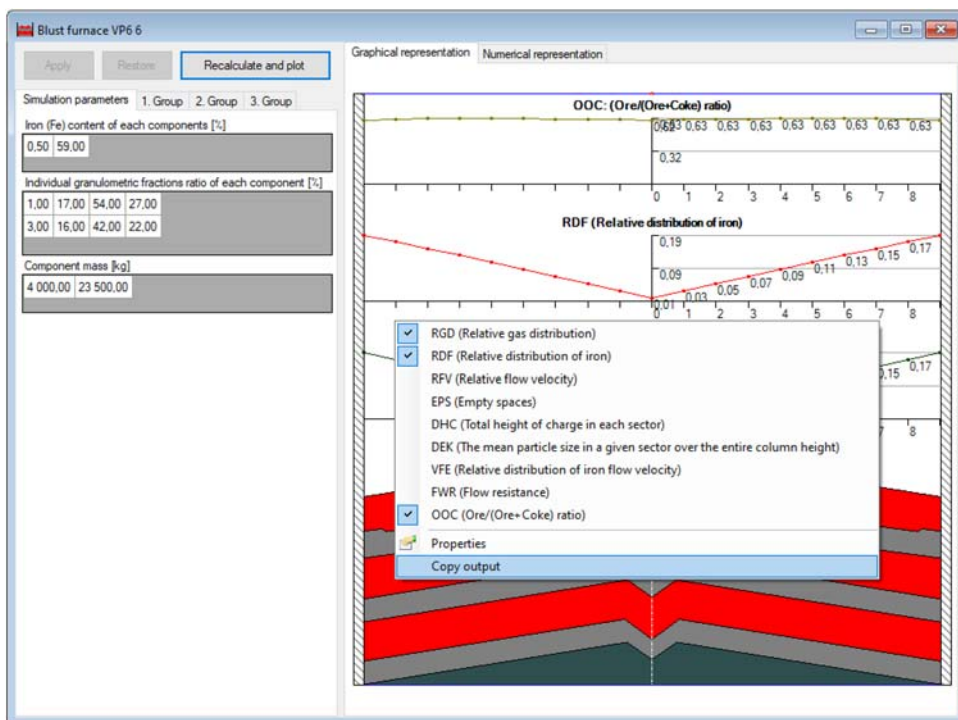 Blust furnace VP6 6
Apply Restore Recalculate and plot
Simulation parameters 1. Group 2. Group 3. Group
Iron (Fe) content of each components [%]
0,50 59,00
Individual granulometric fractions ratio of each component [%]
1,00 17,00 54,00 27,00
3,00 16,00 42,00 22,00
Component mass [kg]
4 000,00 23 500,00
Graphical representation Numerical representation
OOC: (Ore/(Ore+Coke) ratio)
0,63 0,63 0,63 0,63 0,63 0,63 0,63 0,63
0,32
0 1 2 3 4 5 6 7 8
RDF (Relative distribution of iron)
0,19
0,09
0,01 0,03 0,05 0,07 0,09 0,11 0,13 0,15 0,17
0 1 2 3 4 5 6 7 8
RGD (Relative gas distribution)
RDF (Relative distribution of iron)
RFV (Relative flow velocity)
EPS (Empty spaces)
DHC (Total height of charge in each sector)
DEK (The mean particle size in a given sector over the entire column height)
VFE (Relative distribution of iron flow velocity)
FWR (Flow resistance)
OOC (Ore/(Ore+Coke) ratio)
Properties
Copy output
0,17
8